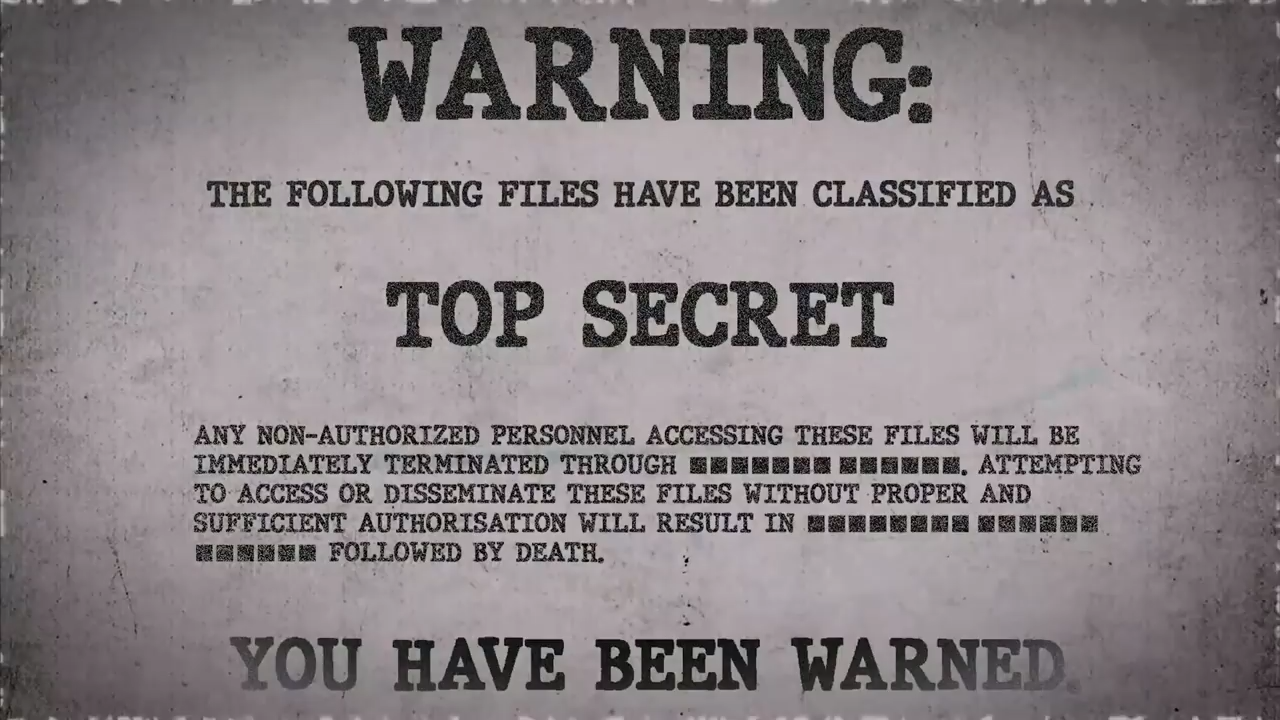 WARNING:
THE FOLLOWING FILES HAVE BEEN CLASSIFIED AS
TOP SECRET
ANY NON-AUTHORIZED PERSONNEL ACCESSING THESE FILES WILL BE
IMMEDIATELY TERMINATED THROUGH ■■■■■■■ ■■■■■■. ATTEMPTING
TO ACCESS OR DISSEMINATE THESE FILES WITHOUT PROPER AND
SUFFICIENT AUTHORISATION WILL RESULT IN ■■■■■■■■ ■■■■■■
■■■■■■ FOLLOWED BY DEATH.
YOU HAVE BEEN WARNED.